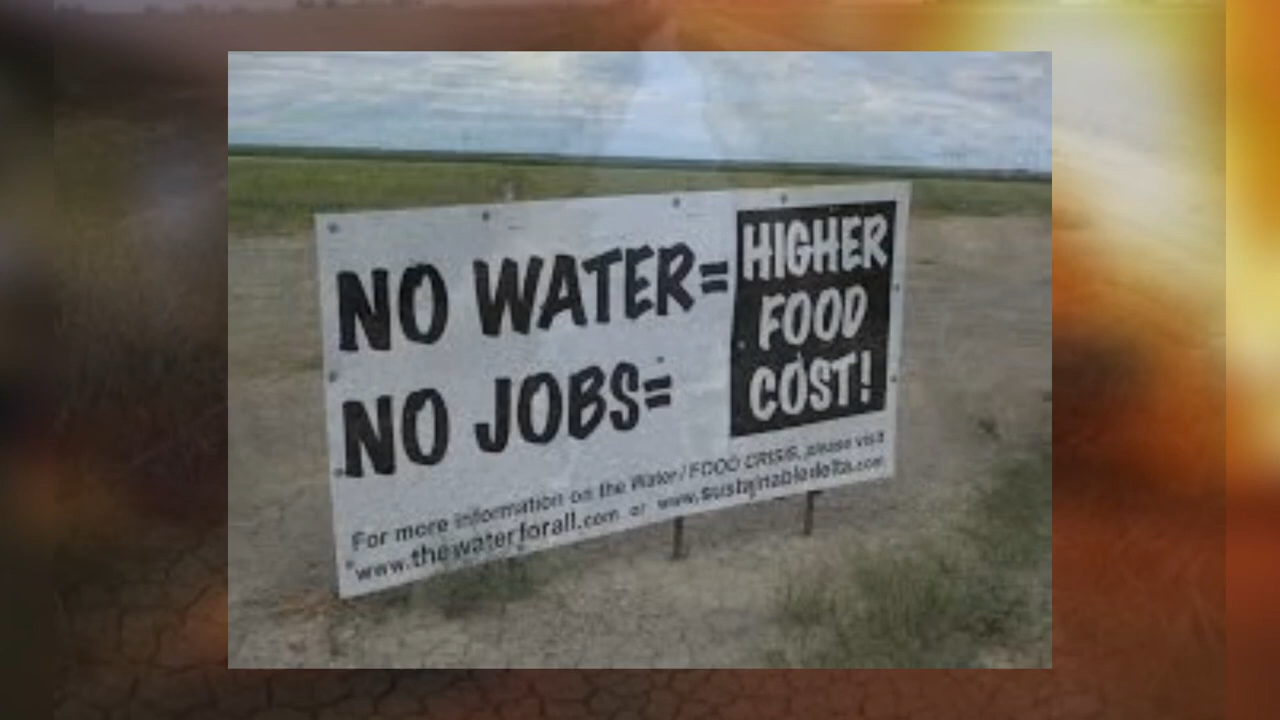 NO WATER=
NO JOBS=
HIGHER
FOOD
COST!
For more information on the Water/FOOD CRISIS, please visit
www.thewaterforall.com or www.sustainabledelta.com